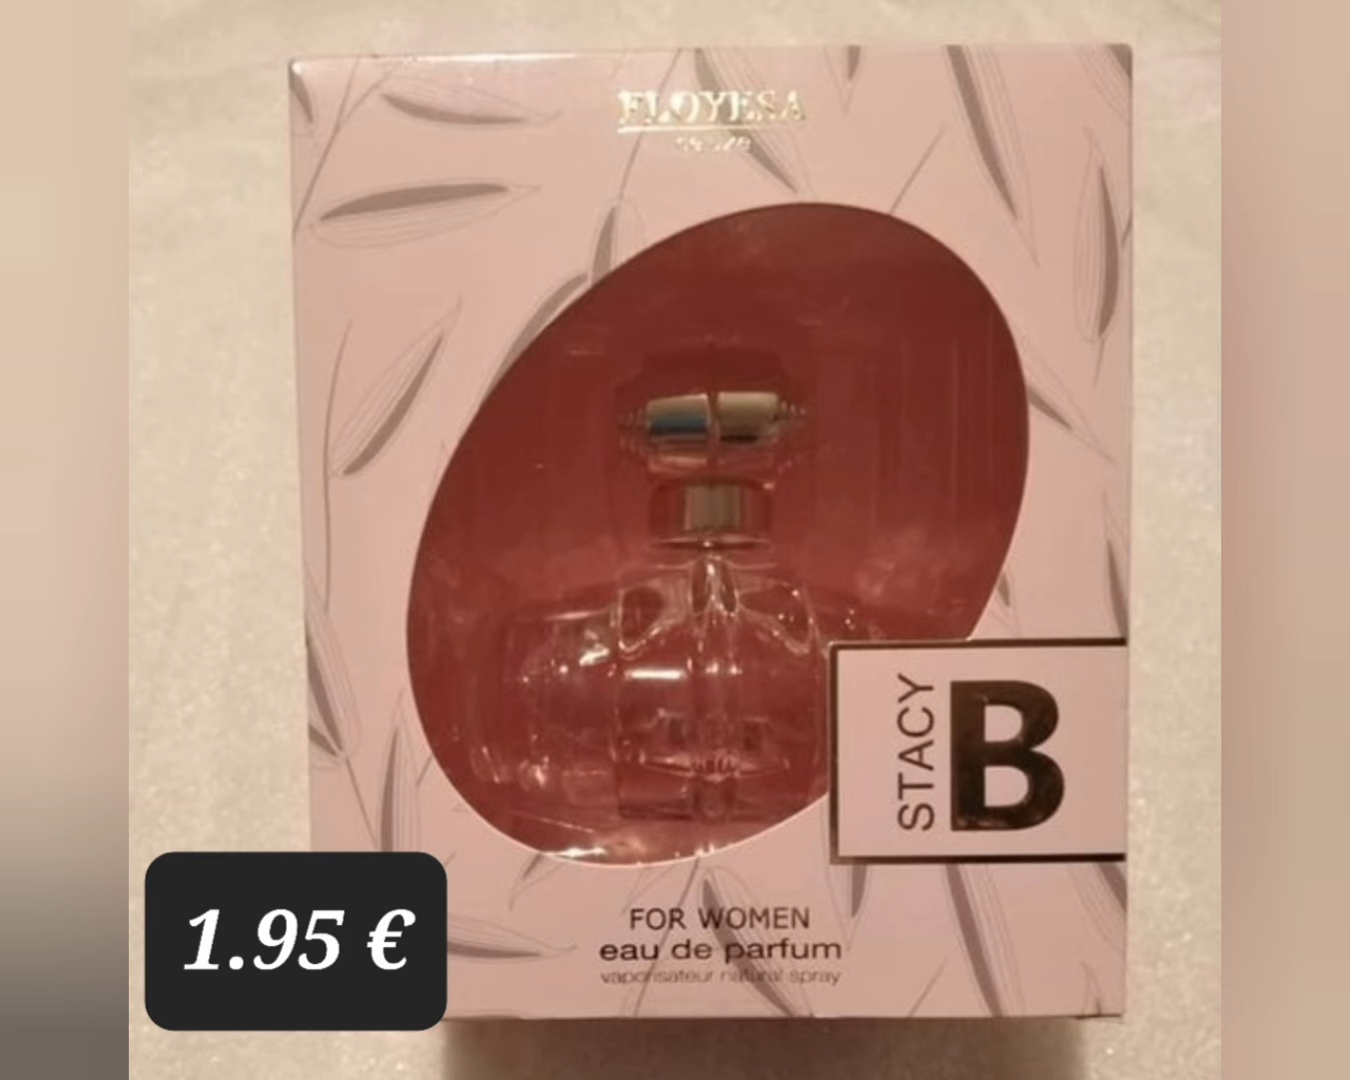 FLOYESA
STACY
B
FOR WOMEN
eau de parfum
vaporisateur natural spray
1.95 €